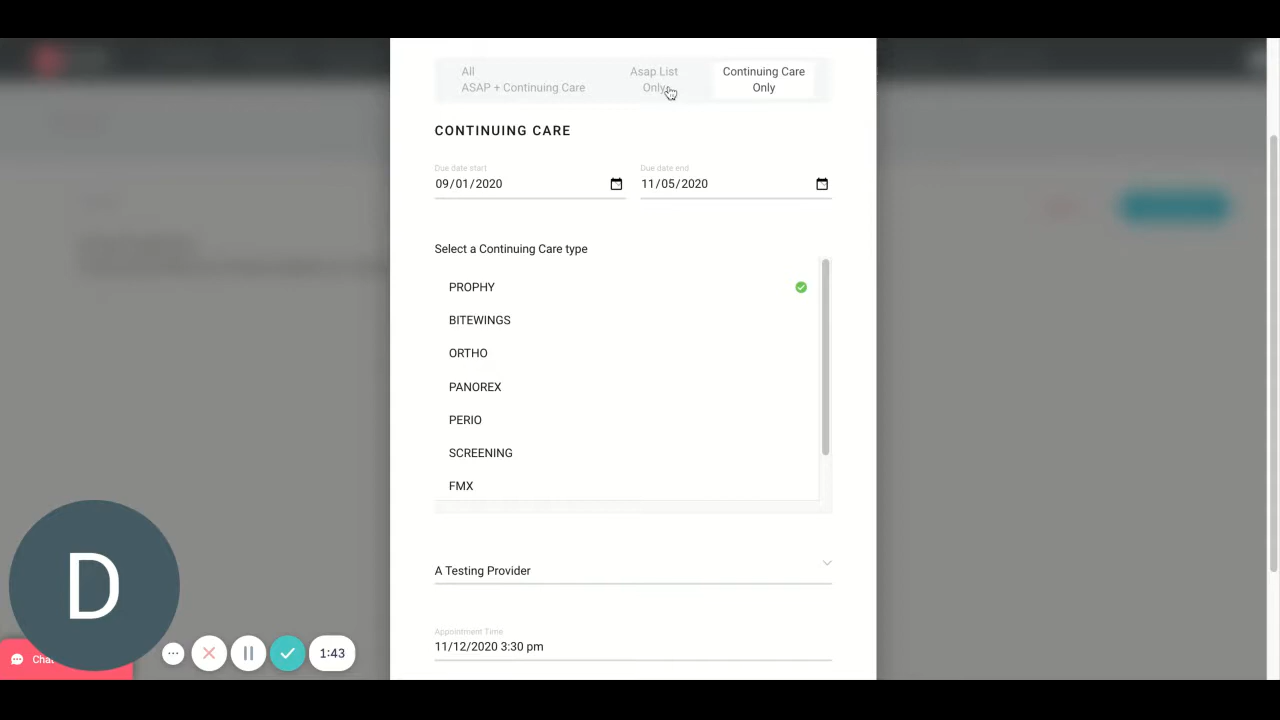 All
ASAP + Continuing Care
Asap List
Only
Continuing Care
Only
CONTINUING CARE
Due date start
09/01/2020
Due date end
11/05/2020
Select a Continuing Care type
PROPHY
BITEWINGS
ORTHO
PANOREX
PERIO
SCREENING
FMX
A Testing Provider
Appointment Time
11/12/2020 3:30 pm
D
Chat
1:43